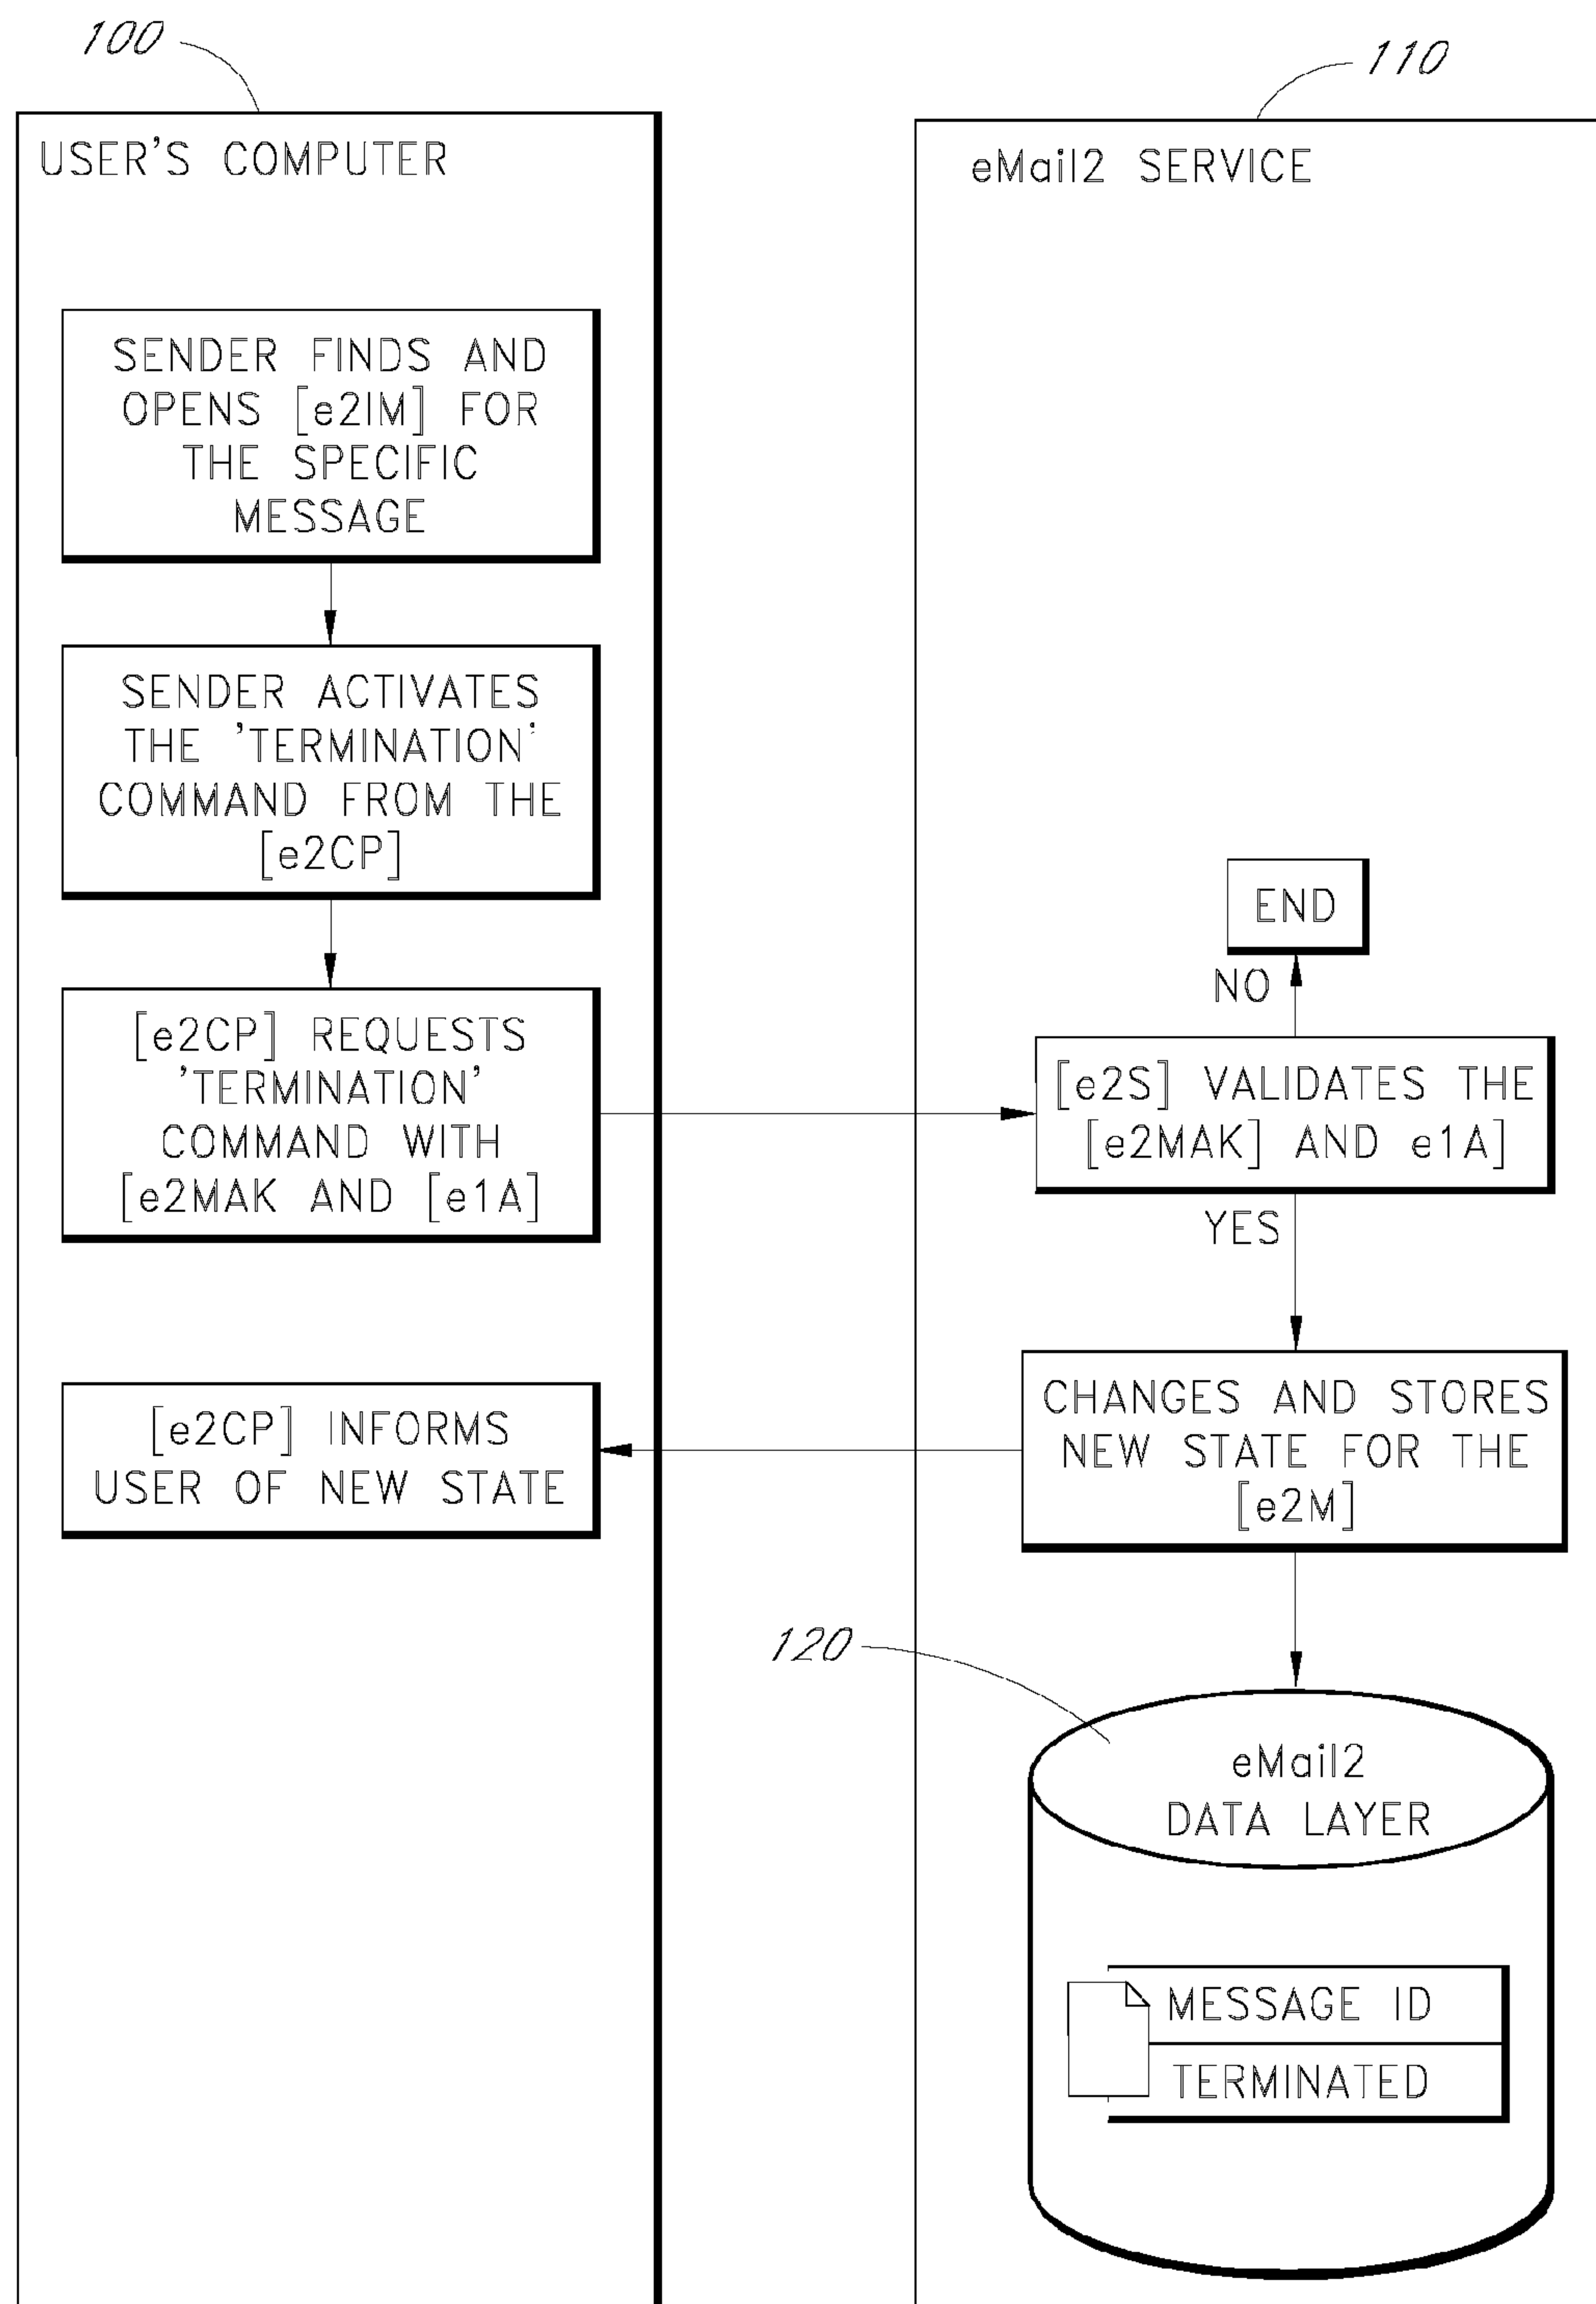 100
USER'S COMPUTER
SENDER FINDS AND
OPENS [e2IM] FOR
THE SPECIFIC
MESSAGE
SENDER ACTIVATES
THE 'TERMINATION'
COMMAND FROM THE
[e2CP]
[e2CP] REQUESTS
'TERMINATION'
COMMAND WITH
[e2MAK AND [e1A]
[e2CP] INFORMS
USER OF NEW STATE
110
eMail2 SERVICE
END
NO
[e2S] VALIDATES THE
[e2MAK] AND e1A]
YES
CHANGES AND STORES
NEW STATE FOR THE
[e2M]
120
eMail2
DATA LAYER
MESSAGE ID
TERMINATED